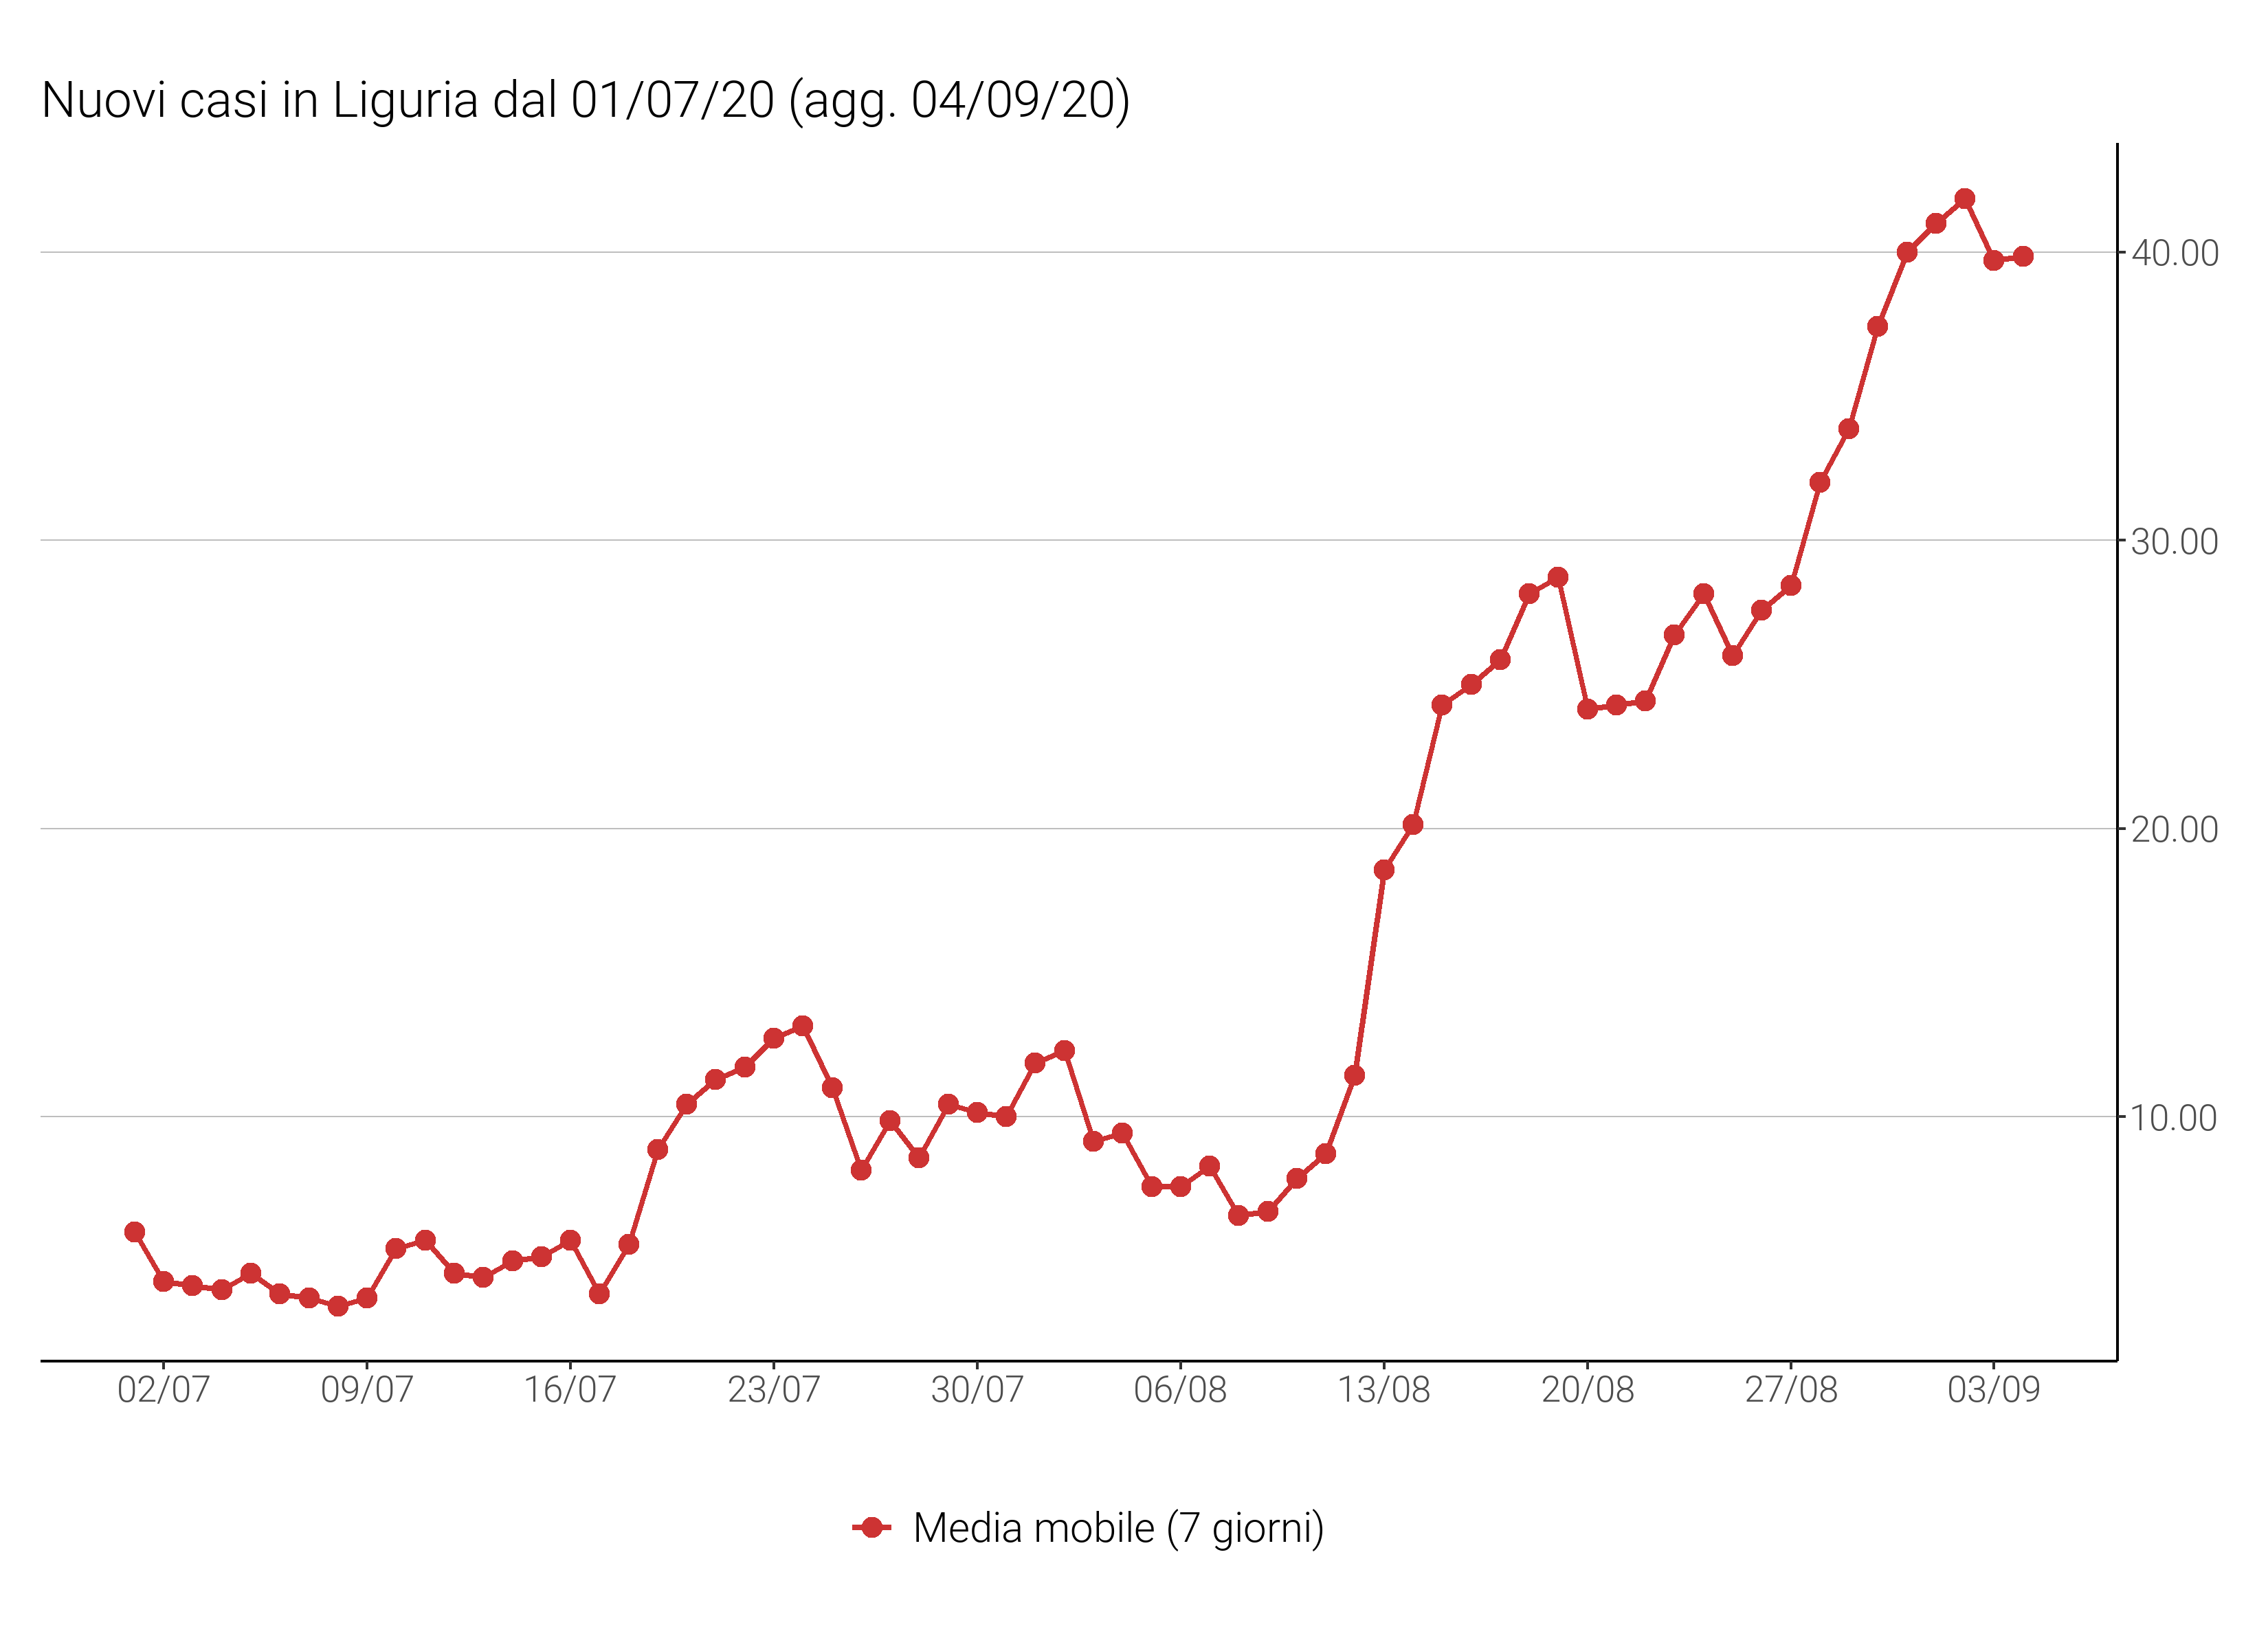 Nuovi casi in Liguria dal 01/07/20 (agg. 04/09/20)
40.00
30.00
20.00
10.00
02/07 09/07 16/07 23/07 30/07 06/08 13/08 20/08 27/08 03/09
Media mobile (7 giorni)